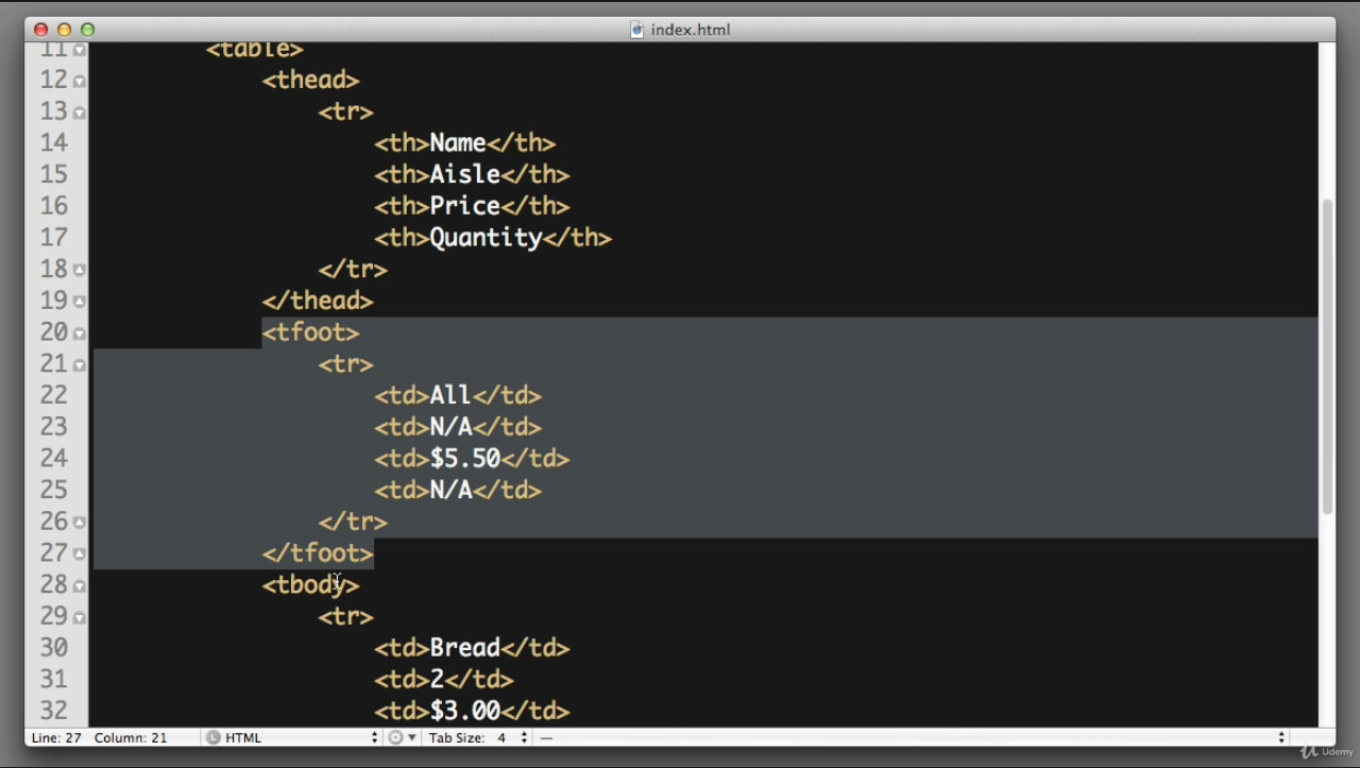 index.html
11 <table>
12 <thead>
13 <tr>
14 <th>Name</th>
15 <th>Aisle</th>
16 <th>Price</th>
17 <th>Quantity</th>
18 </tr>
19 </thead>
20 <tfoot>
21 <tr>
22 <td>All</td>
23 <td>N/A</td>
24 <td>$5.50</td>
25 <td>N/A</td>
26 </tr>
27 </tfoot>
28 <tbody>
29 <tr>
30 <td>Bread</td>
31 <td>2</td>
32 <td>$3.00</td>
Line: 27 Column: 21 L HTML Tab Size: 4 —
Udemy